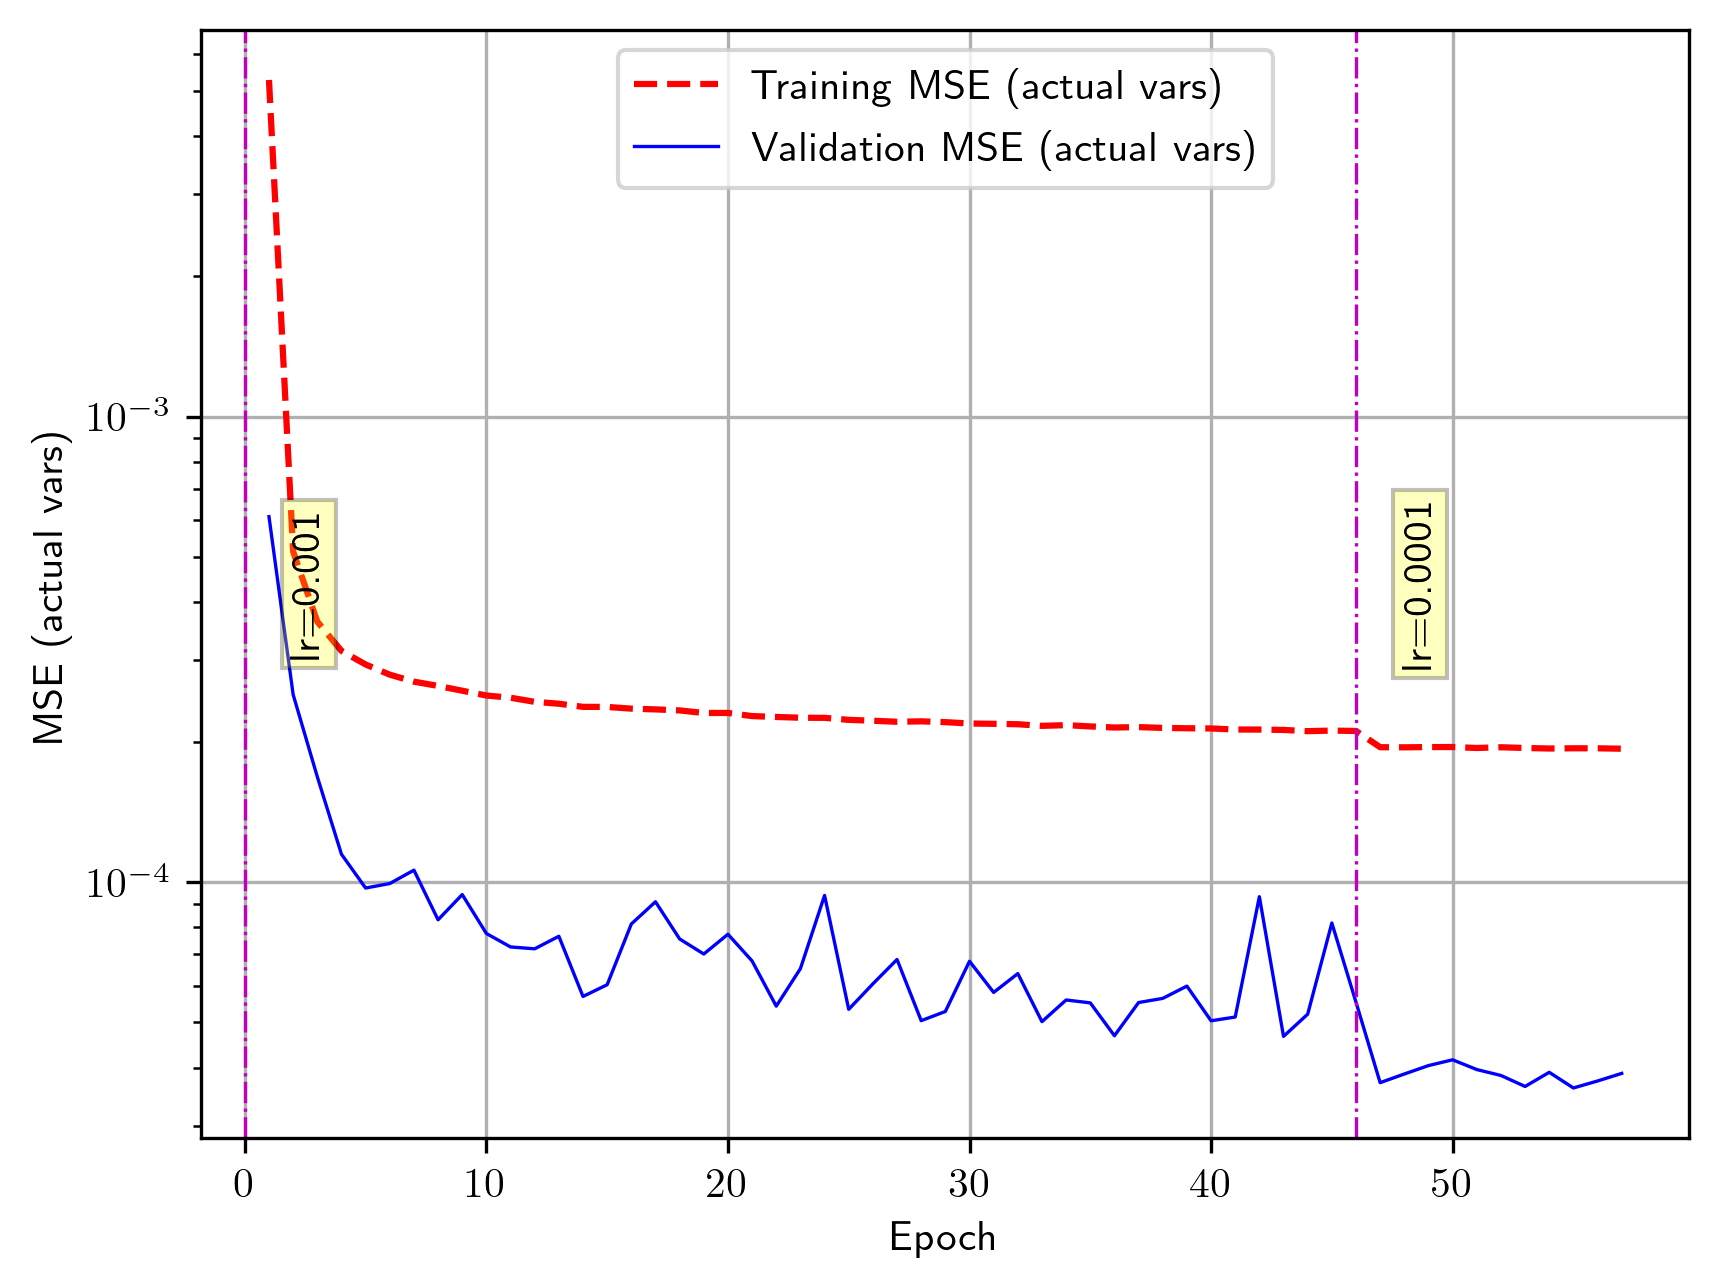 Training MSE (actual vars)
Validation MSE (actual vars)
MSE (actual vars)
10⁻³
10⁻⁴
lr=0.001
lr=0.0001
0 10 20 30 40 50
Epoch